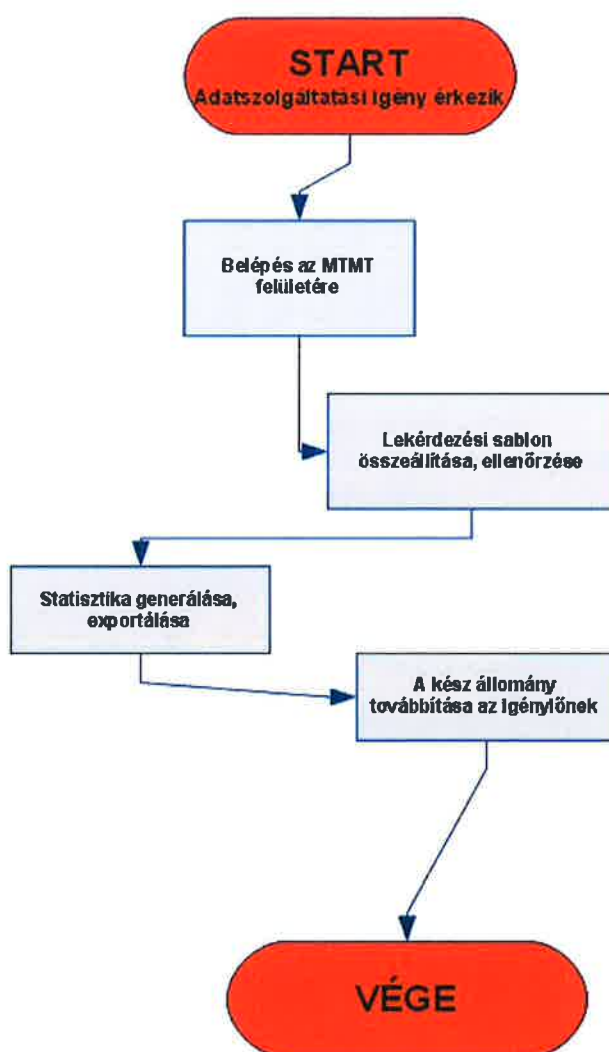 START
Adatszolgáltatási igény érkezik
Belépés az MTMT
felületére
Lekérdezési sablon
összeállítása, ellenőrzése
Statisztika generálása,
exportálása
A kész állomány
továbbítása az igénylőnek
VÉGE